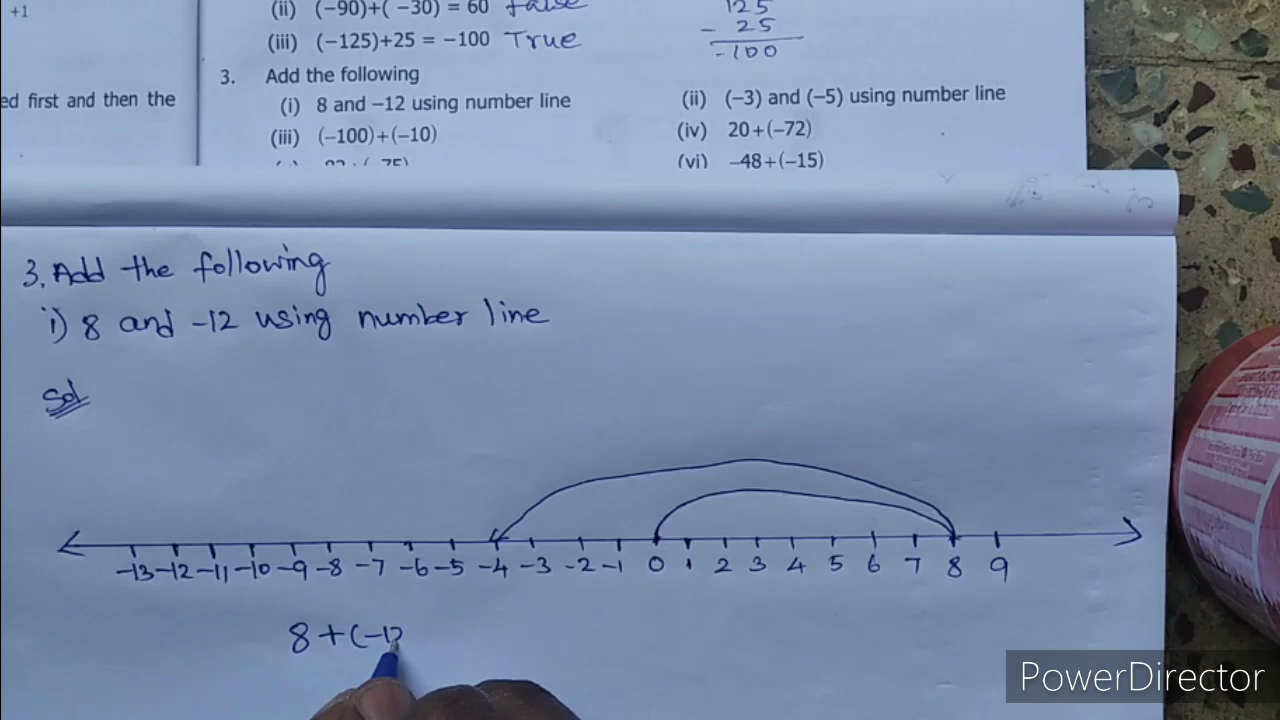 +1
(ii) (−90)+( −30) = 60 false
(iii) (−125)+25 = −100 True
125
- 25
-100
ed first and then the
3. Add the following
(i) 8 and −12 using number line
(ii) (−3) and (−5) using number line
(iii) (−100)+(−10)
(iv) 20+(−72)
(vi) −48+(−15)
3. Add the following
i) 8 and -12 using number line
Sol
-13 -12 -11 -10 -9 -8 -7 -6 -5 -4 -3 -2 -1 0 1 2 3 4 5 6 7 8 9
8+(-12
PowerDirector